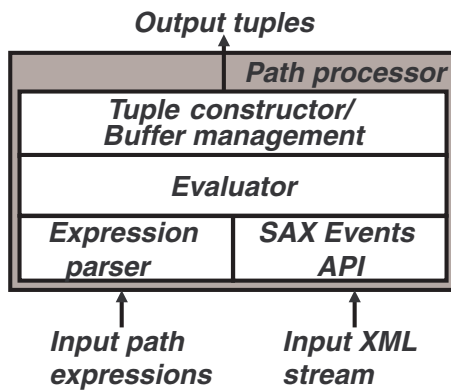 Output tuples
Path processor
Tuple constructor/
Buffer management
Evaluator
Expression
parser
SAX Events
API
Input path
expressions
Input XML
stream